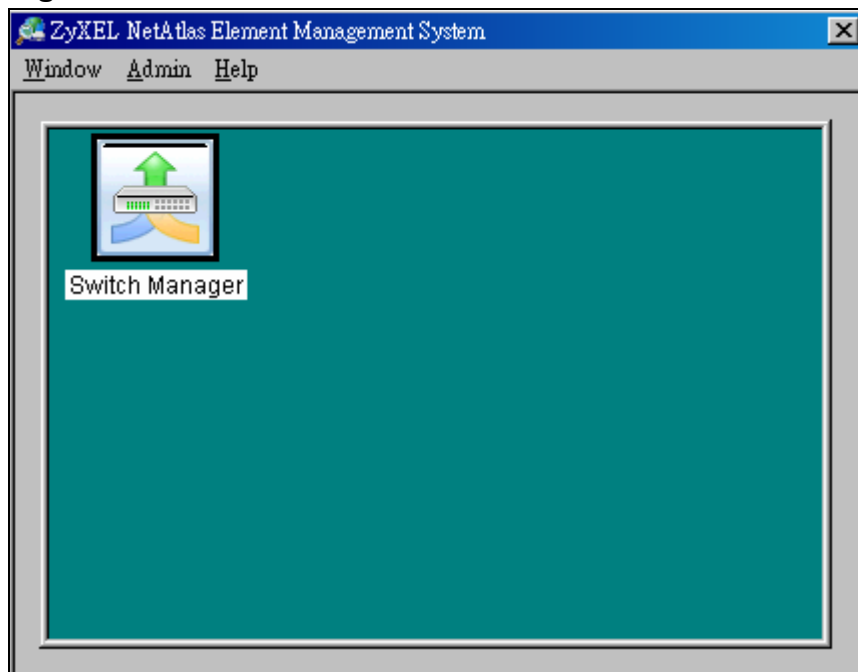 ZyXEL NetAtlas Element Management System
Window Admin Help
Switch Manager